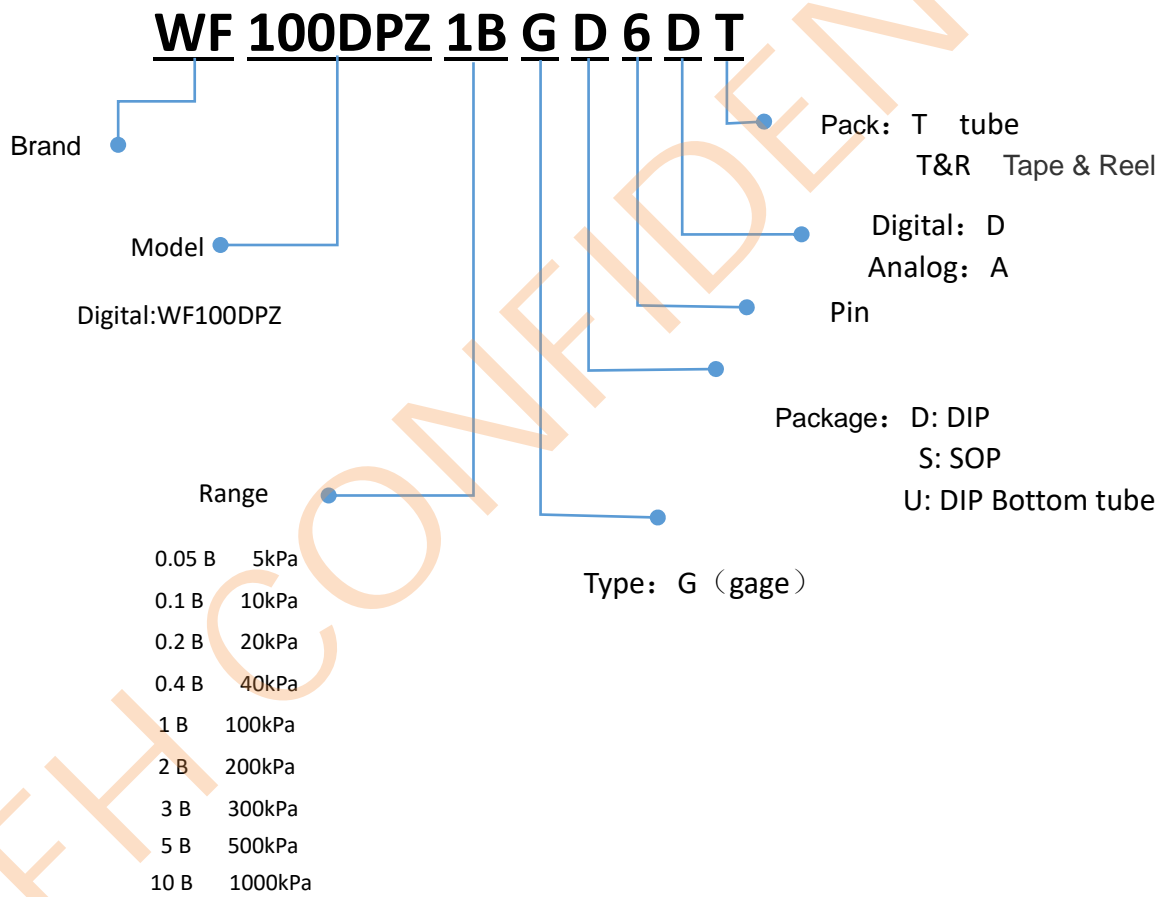 WF 100DPZ 1B G D 6 D T
Brand
Pack：T tube
T&R Tape & Reel
Model
Digital：D
Analog：A
Digital:WF100DPZ
Pin
Package：D: DIP
S: SOP
U: DIP Bottom tube
Range
Type：G（gage）
0.05 B 5kPa
0.1 B 10kPa
0.2 B 20kPa
0.4 B 40kPa
1 B 100kPa
2 B 200kPa
3 B 300kPa
5 B 500kPa
10 B 1000kPa
FH CONFIDEN